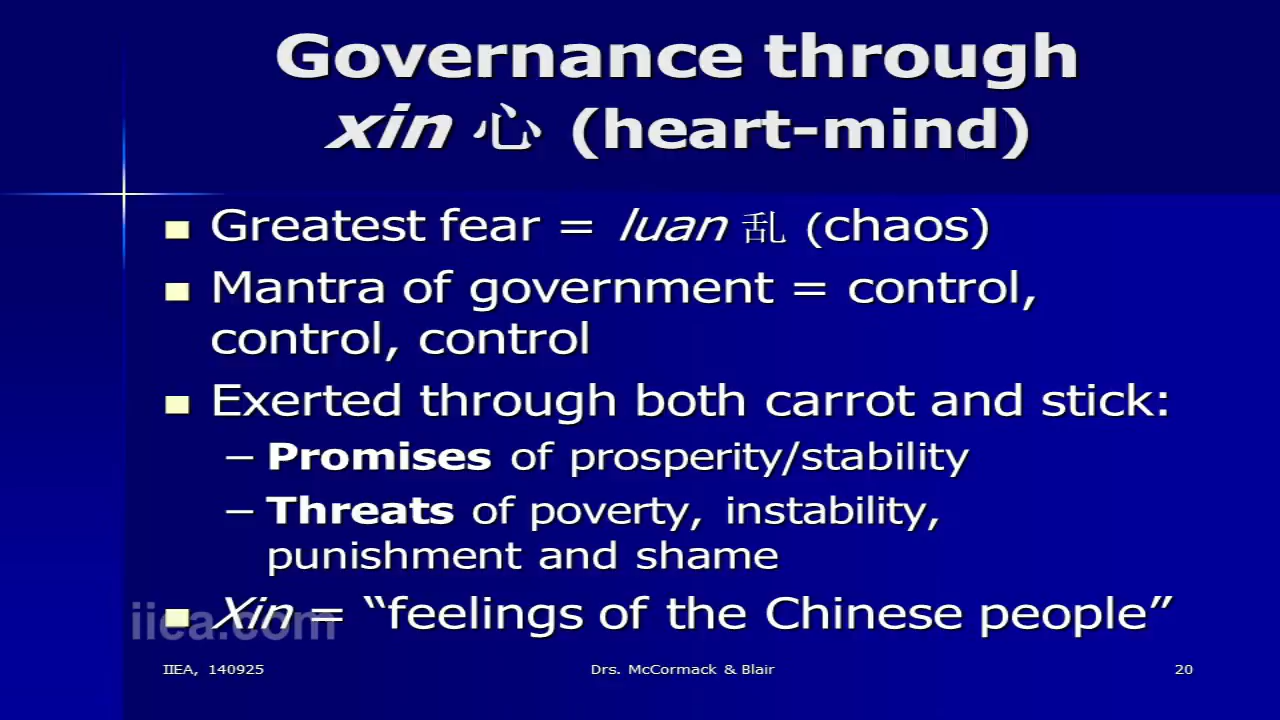 Governance through
xin 心 (heart-mind)
■ Greatest fear = luan 乱 (chaos)
■ Mantra of government = control,
control, control
■ Exerted through both carrot and stick:
– Promises of prosperity/stability
– Threats of poverty, instability,
punishment and shame
■ Xin = “feelings of the Chinese people”
iiea.com
IIEA, 140925
Drs. McCormack & Blair
20